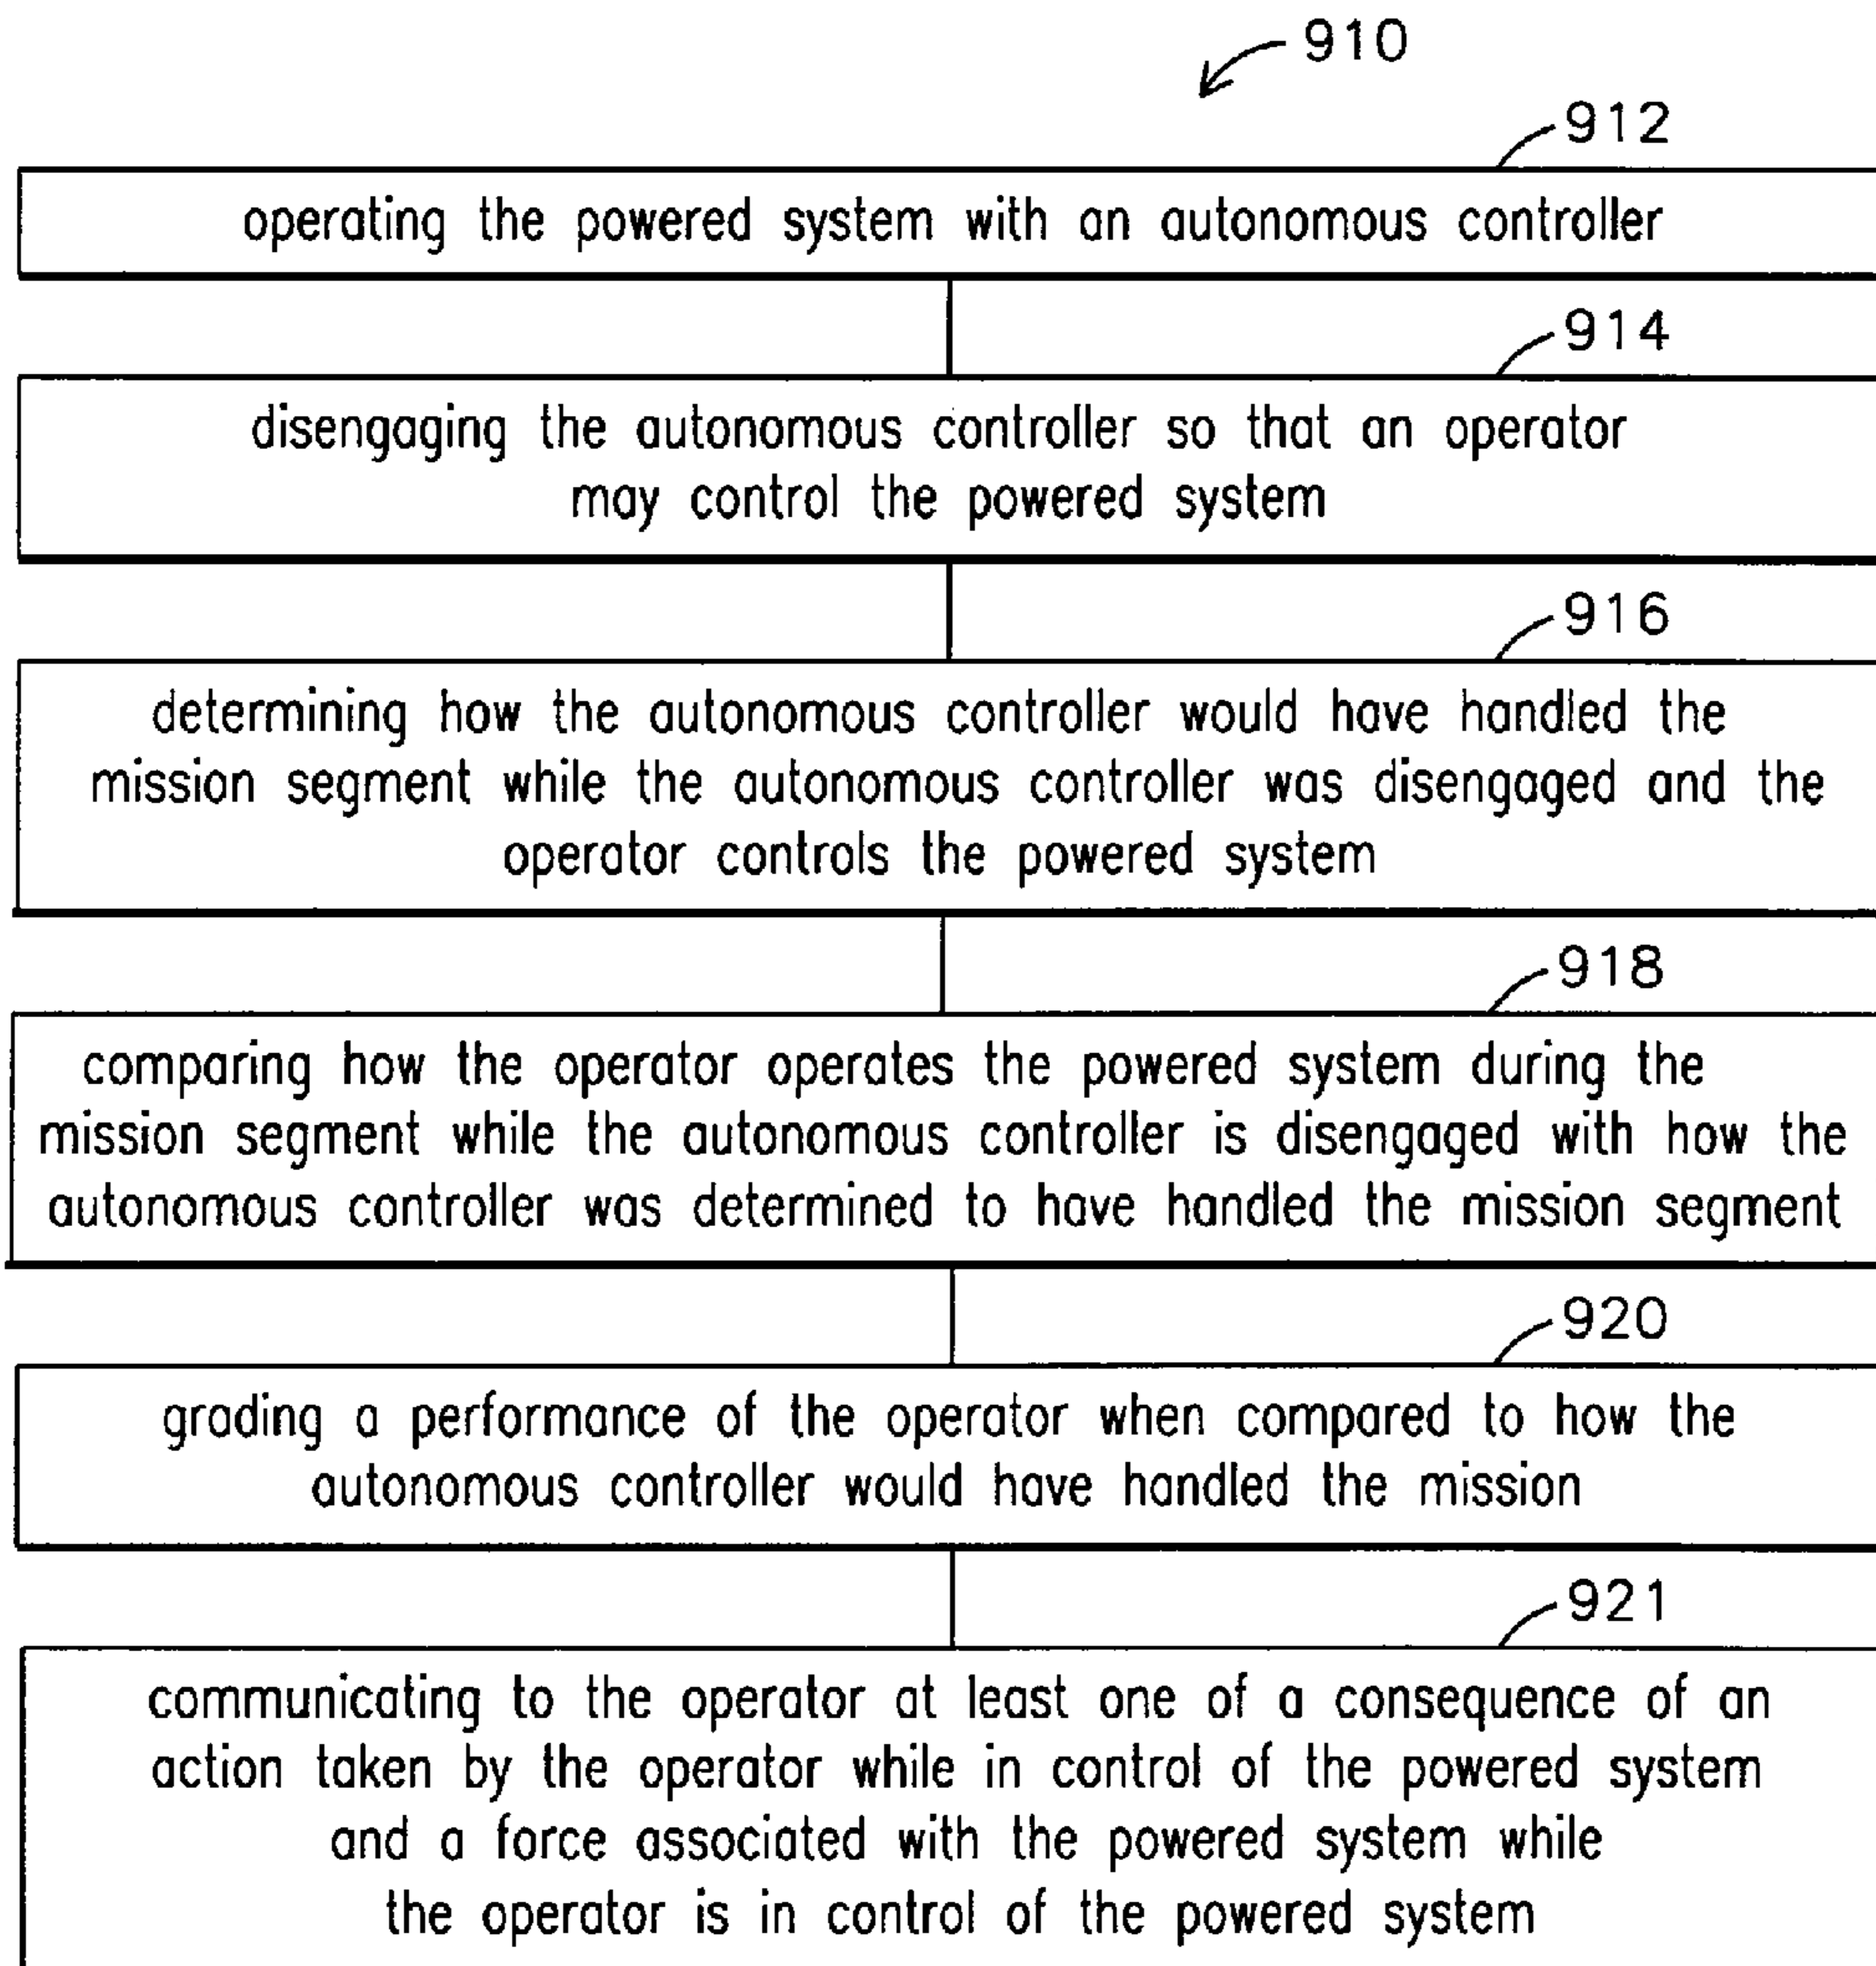 910
912
operating the powered system with an autonomous controller
914
disengaging the autonomous controller so that an operator
may control the powered system
916
determining how the autonomous controller would have handled the
mission segment while the autonomous controller was disengaged and the
operator controls the powered system
918
comparing how the operator operates the powered system during the
mission segment while the autonomous controller is disengaged with how the
autonomous controller was determined to have handled the mission segment
920
grading a performance of the operator when compared to how the
autonomous controller would have handled the mission
921
communicating to the operator at least one of a consequence of an
action taken by the operator while in control of the powered system
and a force associated with the powered system while
the operator is in control of the powered system